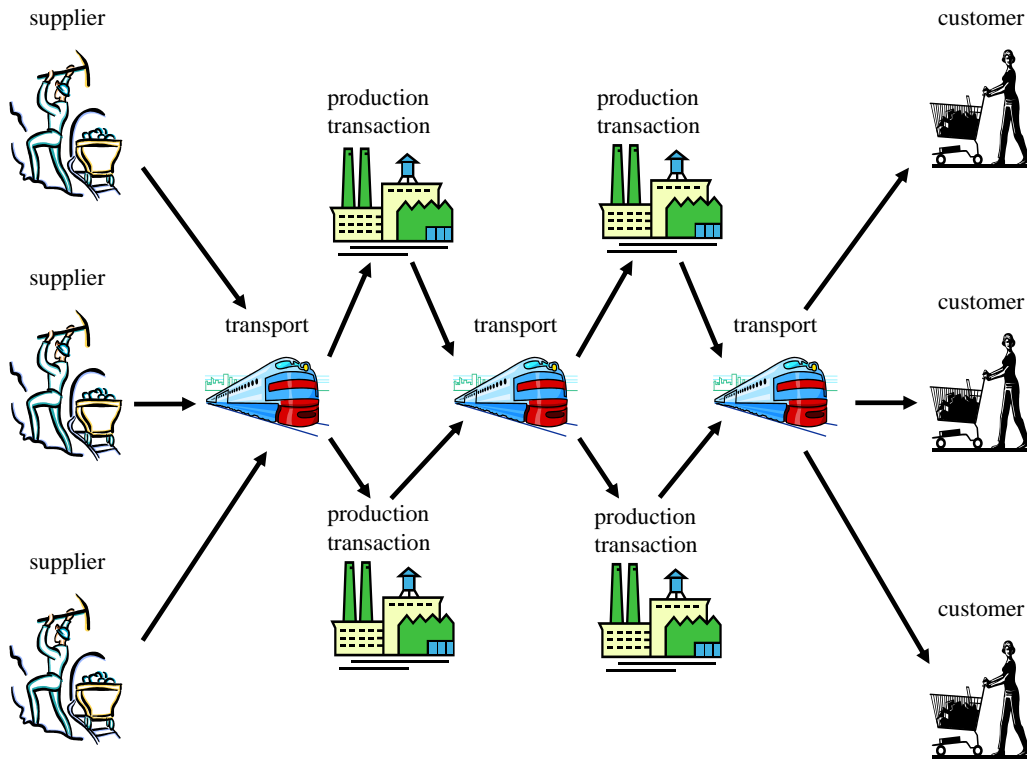 supplier
customer
production
transaction
production
transaction
supplier
customer
transport
transport
transport
production
transaction
production
transaction
supplier
customer